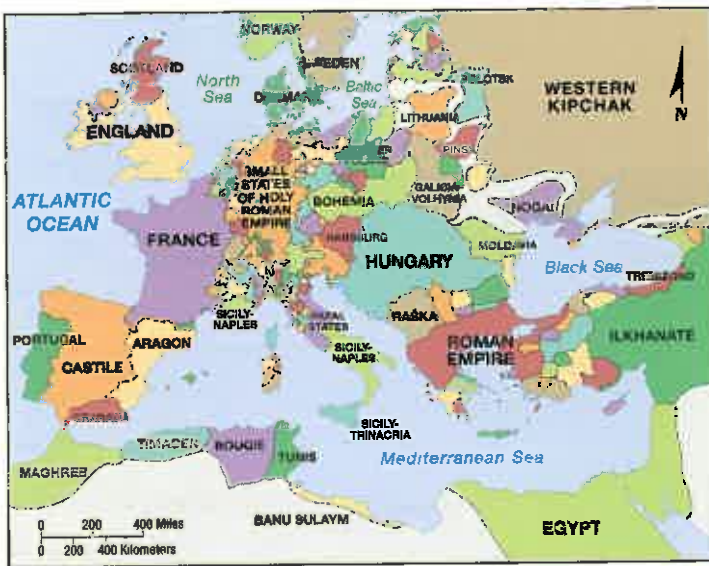 NORWAY
SWEDEN
SCOTLAND
North
Sea
DENMARK
Baltic
Sea
POLOTSK
WESTERN
KIPCHAK
N
LITHUANIA
ENGLAND
PINSK
SMALL
STATES
OF HOLY
ROMAN
EMPIRE
BOHEMIA
GALICIA-
VOLHYNIA
ATLANTIC
OCEAN
NOGAI
FRANCE
HABSBURG
MOLDAVIA
HUNGARY
Black Sea
TREBIZOND
SICILY-
NAPLES
PAPAL
STATES
RAŠKA
PORTUGAL
ARAGON
CASTILE
SICILY-
NAPLES
ROMAN
EMPIRE
ILKHANATE
GRANADA
SICILY-
TRINACRIA
TUNIS
BOUGIE
Mediterranean Sea
MAGHREB
0 200 400 Miles
0 200 400 Kilometers
BANU SULAYM
EGYPT